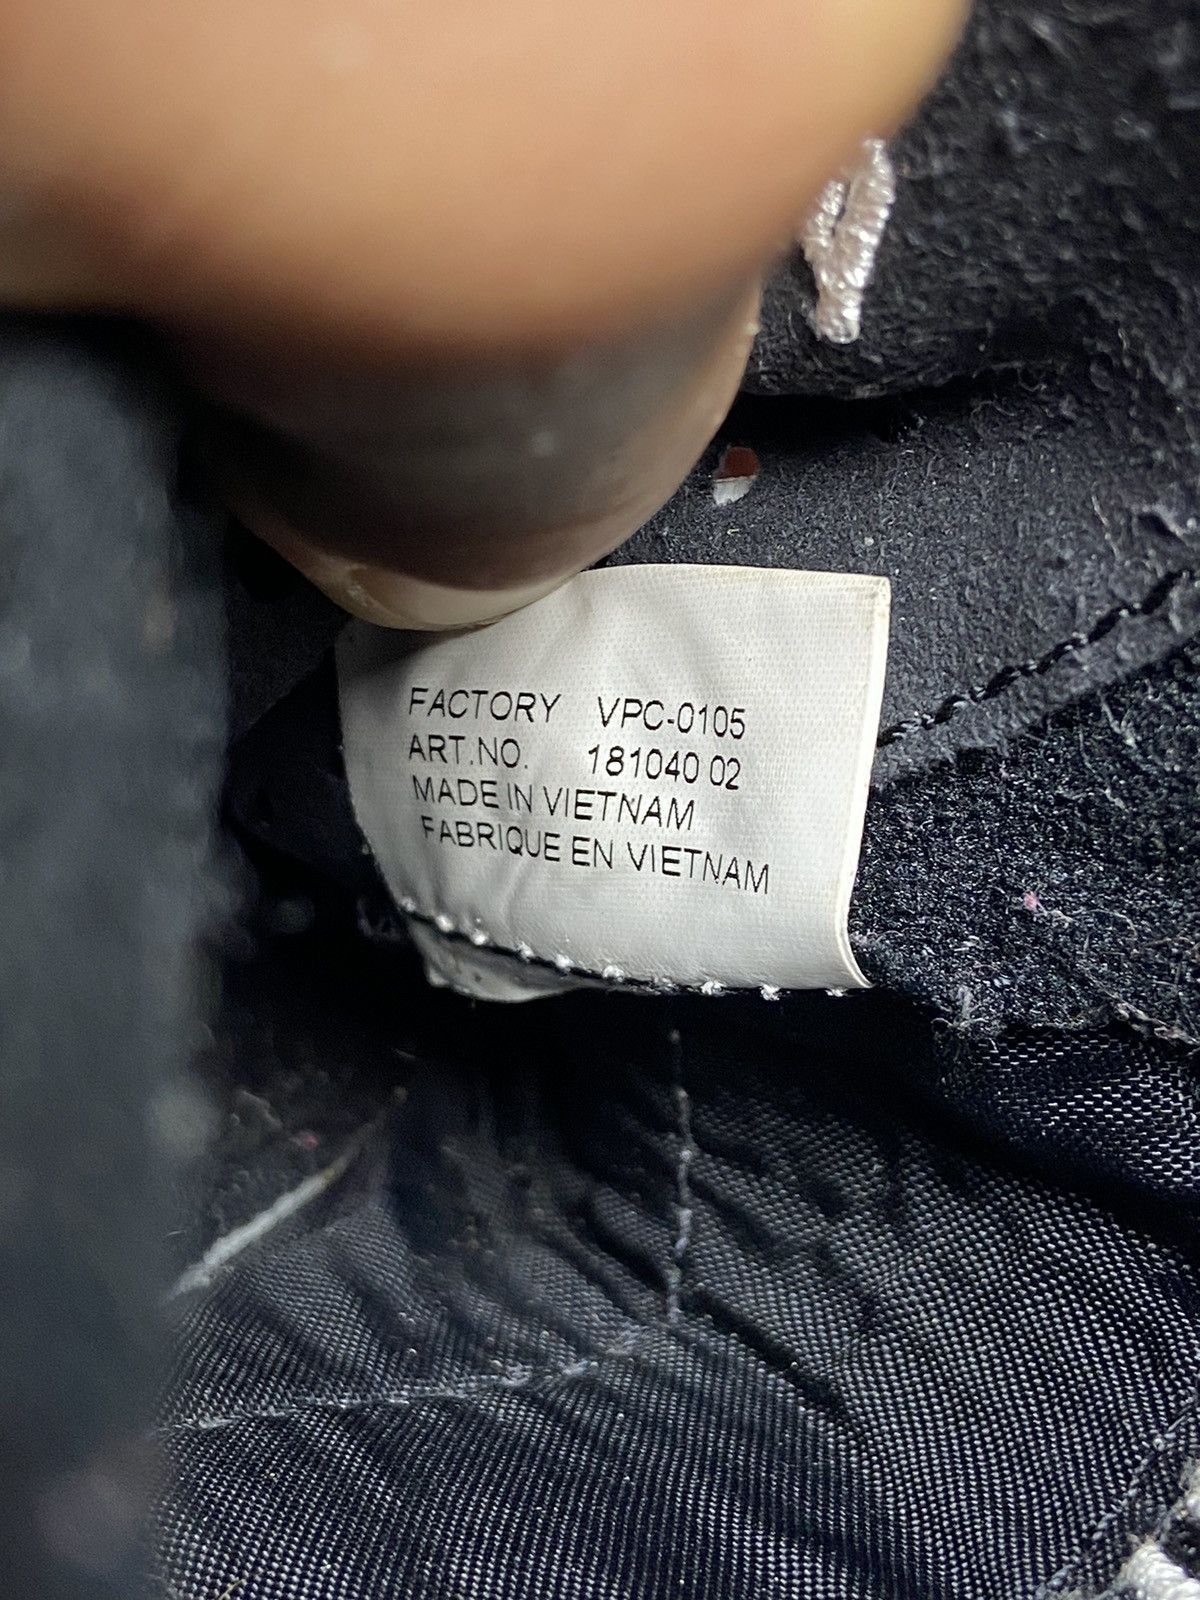 FACTORY VPC-0105
ART.NO. 181040 02
MADE IN VIETNAM
FABRIQUE EN VIETNAM